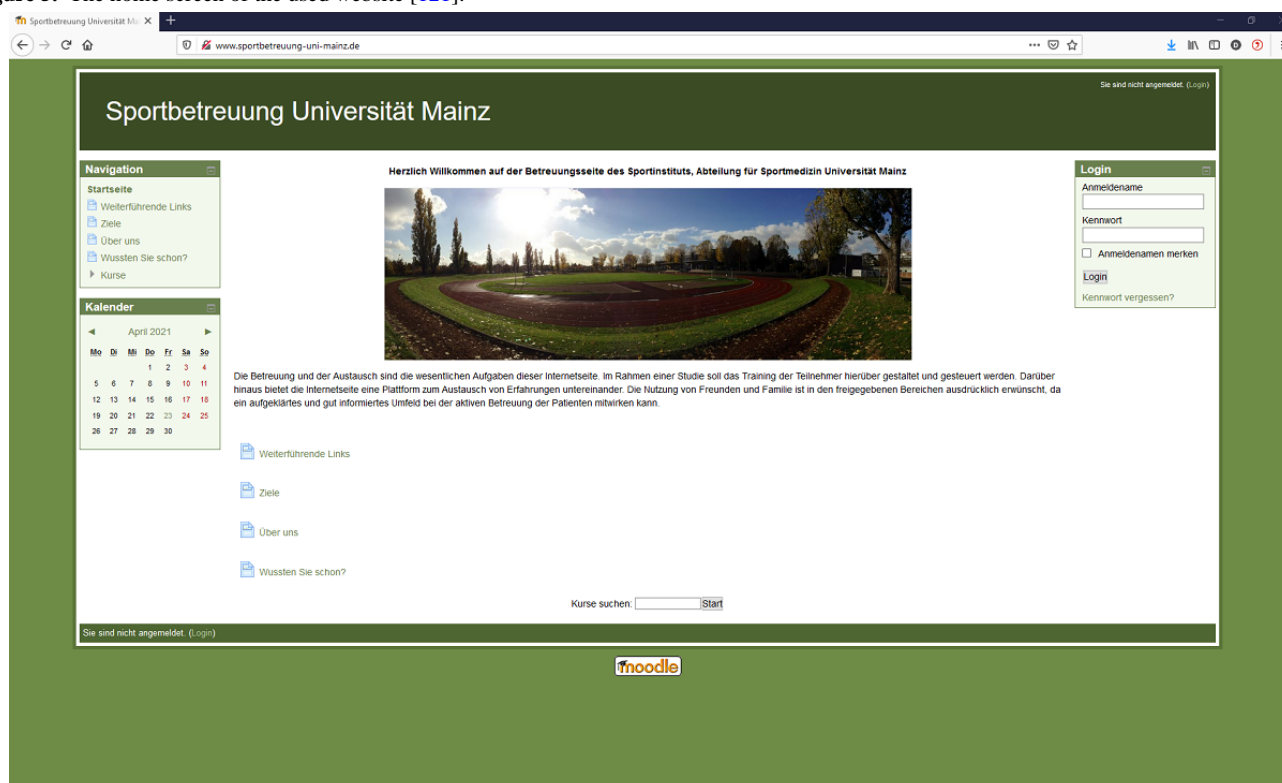 The home screen of the used website [121].
Sportbetreuung Universität Ma
www.sportbetreuung-uni-mainz.de
Sie sind nicht angemeldet. (Login)
Sportbetreuung Universität Mainz
Navigation
Startseite
Weiterführende Links
Ziele
Über uns
Wussten Sie schon?
Kurse
Kalender
April 2021
Mo Di Mi Do Fr Sa So
1 2 3 4
5 6 7 8 9 10 11
12 13 14 15 16 17 18
19 20 21 22 23 24 25
26 27 28 29 30
Herzlich Willkommen auf der Betreuungsseite des Sportinstituts, Abteilung für Sportmedizin Universität Mainz
Die Betreuung und der Austausch sind die wesentlichen Aufgaben dieser Internetseite. Im Rahmen einer Studie soll das Training der Teilnehmer hierüber gestaltet und gesteuert werden. Darüber
hinaus bietet die Internetseite eine Plattform zum Austausch von Erfahrungen untereinander. Die Nutzung von Freunden und Familie ist in den freigegebenen Bereichen ausdrücklich erwünscht, da
ein aufgeklärtes und gut informiertes Umfeld bei der aktiven Betreuung der Patienten mitwirken kann.
Weiterführende Links
Ziele
Über uns
Wussten Sie schon?
Kurse suchen: Start
Login
Anmeldename
Kennwort
Anmeldenamen merken
Login
Kennwort vergessen?
Sie sind nicht angemeldet. (Login)
moodle